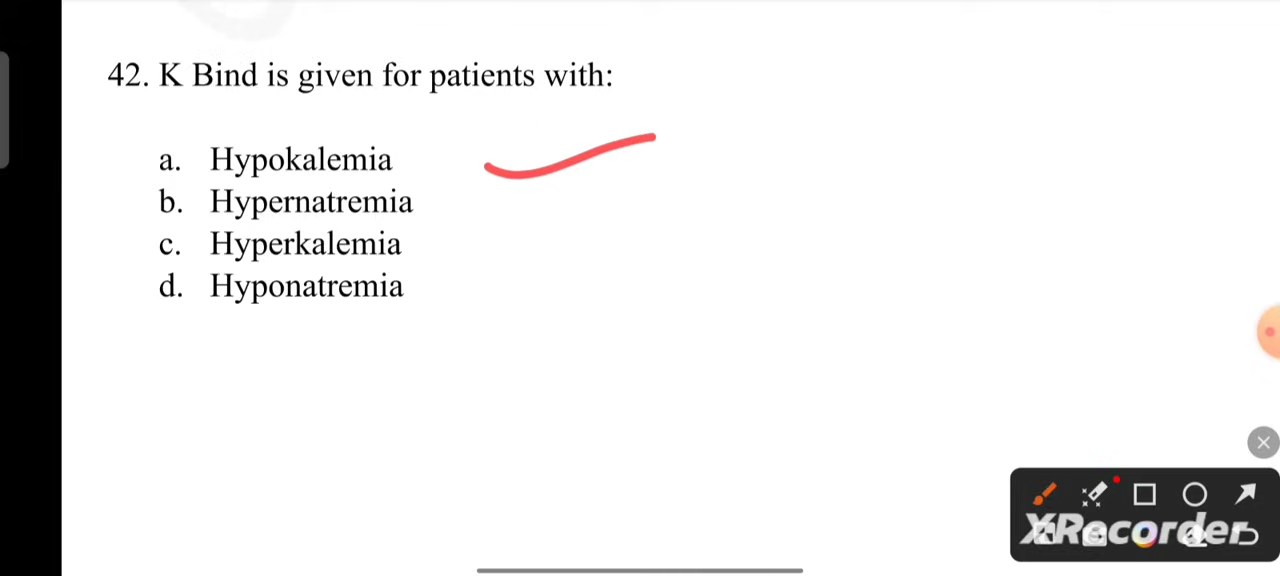 42. K Bind is given for patients with:
a. Hypokalemia
b. Hypernatremia
c. Hyperkalemia
d. Hyponatremia
XRecorder